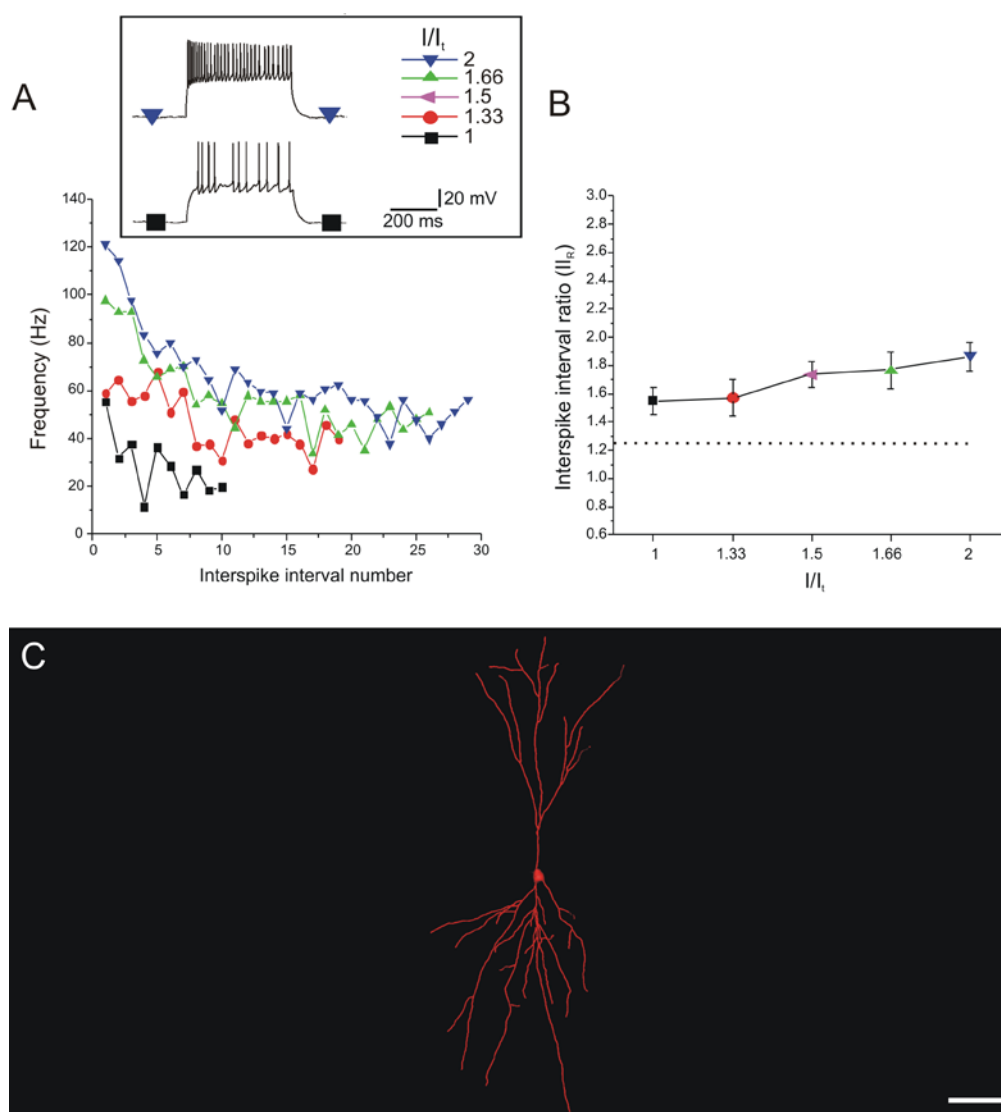 A
I/It
2
1.66
1.5
1.33
1
20 mV
200 ms
140
120
100
80
60
40
20
0
Frequency (Hz)
0 5 10 15 20 25 30
Interspike interval number
B
3.0
2.8
2.6
2.4
2.2
2.0
1.8
1.6
1.4
1.2
1.0
0.8
0.6
Interspike interval ratio (IIR)
1 1.33 1.5 1.66 2
I/It
C